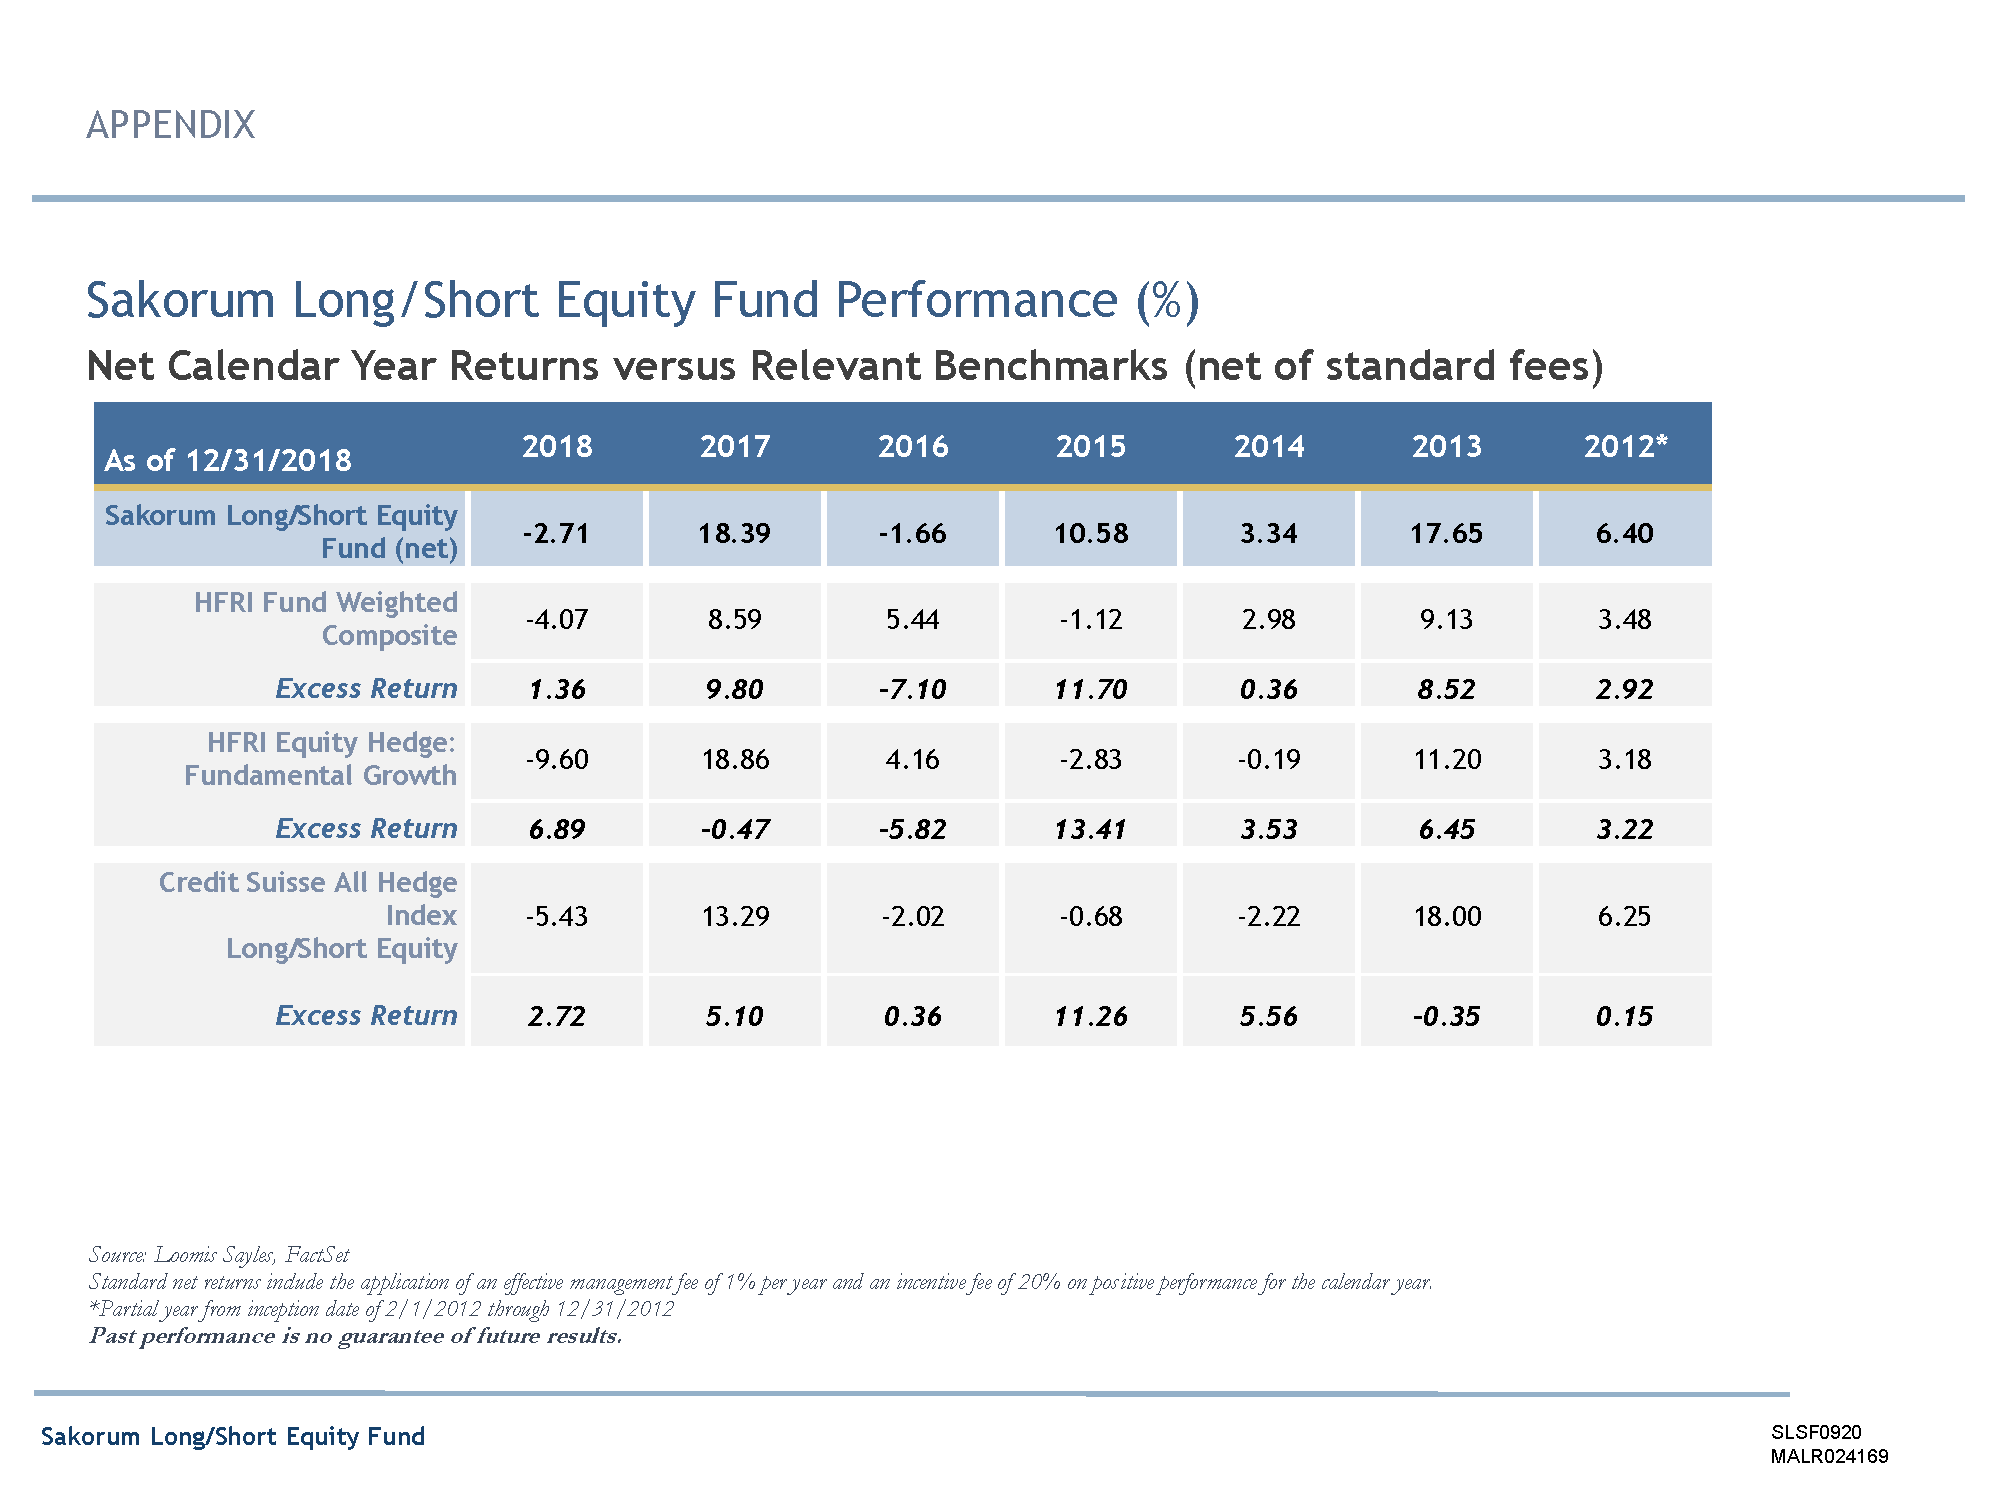 APPENDIX
Sakorum Long/Short Equity Fund Performance (%)
Net Calendar Year Returns versus Relevant Benchmarks (net of standard fees)
As of 12/31/2018 2018 2017 2016 2015 2014 2013 2012*
Sakorum Long/Short Equity
Fund (net) -2.71 18.39 -1.66 10.58 3.34 17.65 6.40
HFRI Fund Weighted
Composite -4.07 8.59 5.44 -1.12 2.98 9.13 3.48
Excess Return 1.36 9.80 -7.10 11.70 0.36 8.52 2.92
HFRI Equity Hedge:
Fundamental Growth -9.60 18.86 4.16 -2.83 -0.19 11.20 3.18
Excess Return 6.89 -0.47 -5.82 13.41 3.53 6.45 3.22
Credit Suisse All Hedge
Index -5.43 13.29 -2.02 -0.68 -2.22 18.00 6.25
Long/Short Equity
Excess Return 2.72 5.10 0.36 11.26 5.56 -0.35 0.15
Source: Loomis Sayles, FactSet
Standard net returns include the application of an effective management fee of 1% per year and an incentive fee of 20% on positive performance for the calendar year.
*Partial year from inception date of 2/1/2012 through 12/31/2012
Past performance is no guarantee of future results.
Sakorum Long/Short Equity Fund
SLSF0920
MALR024169